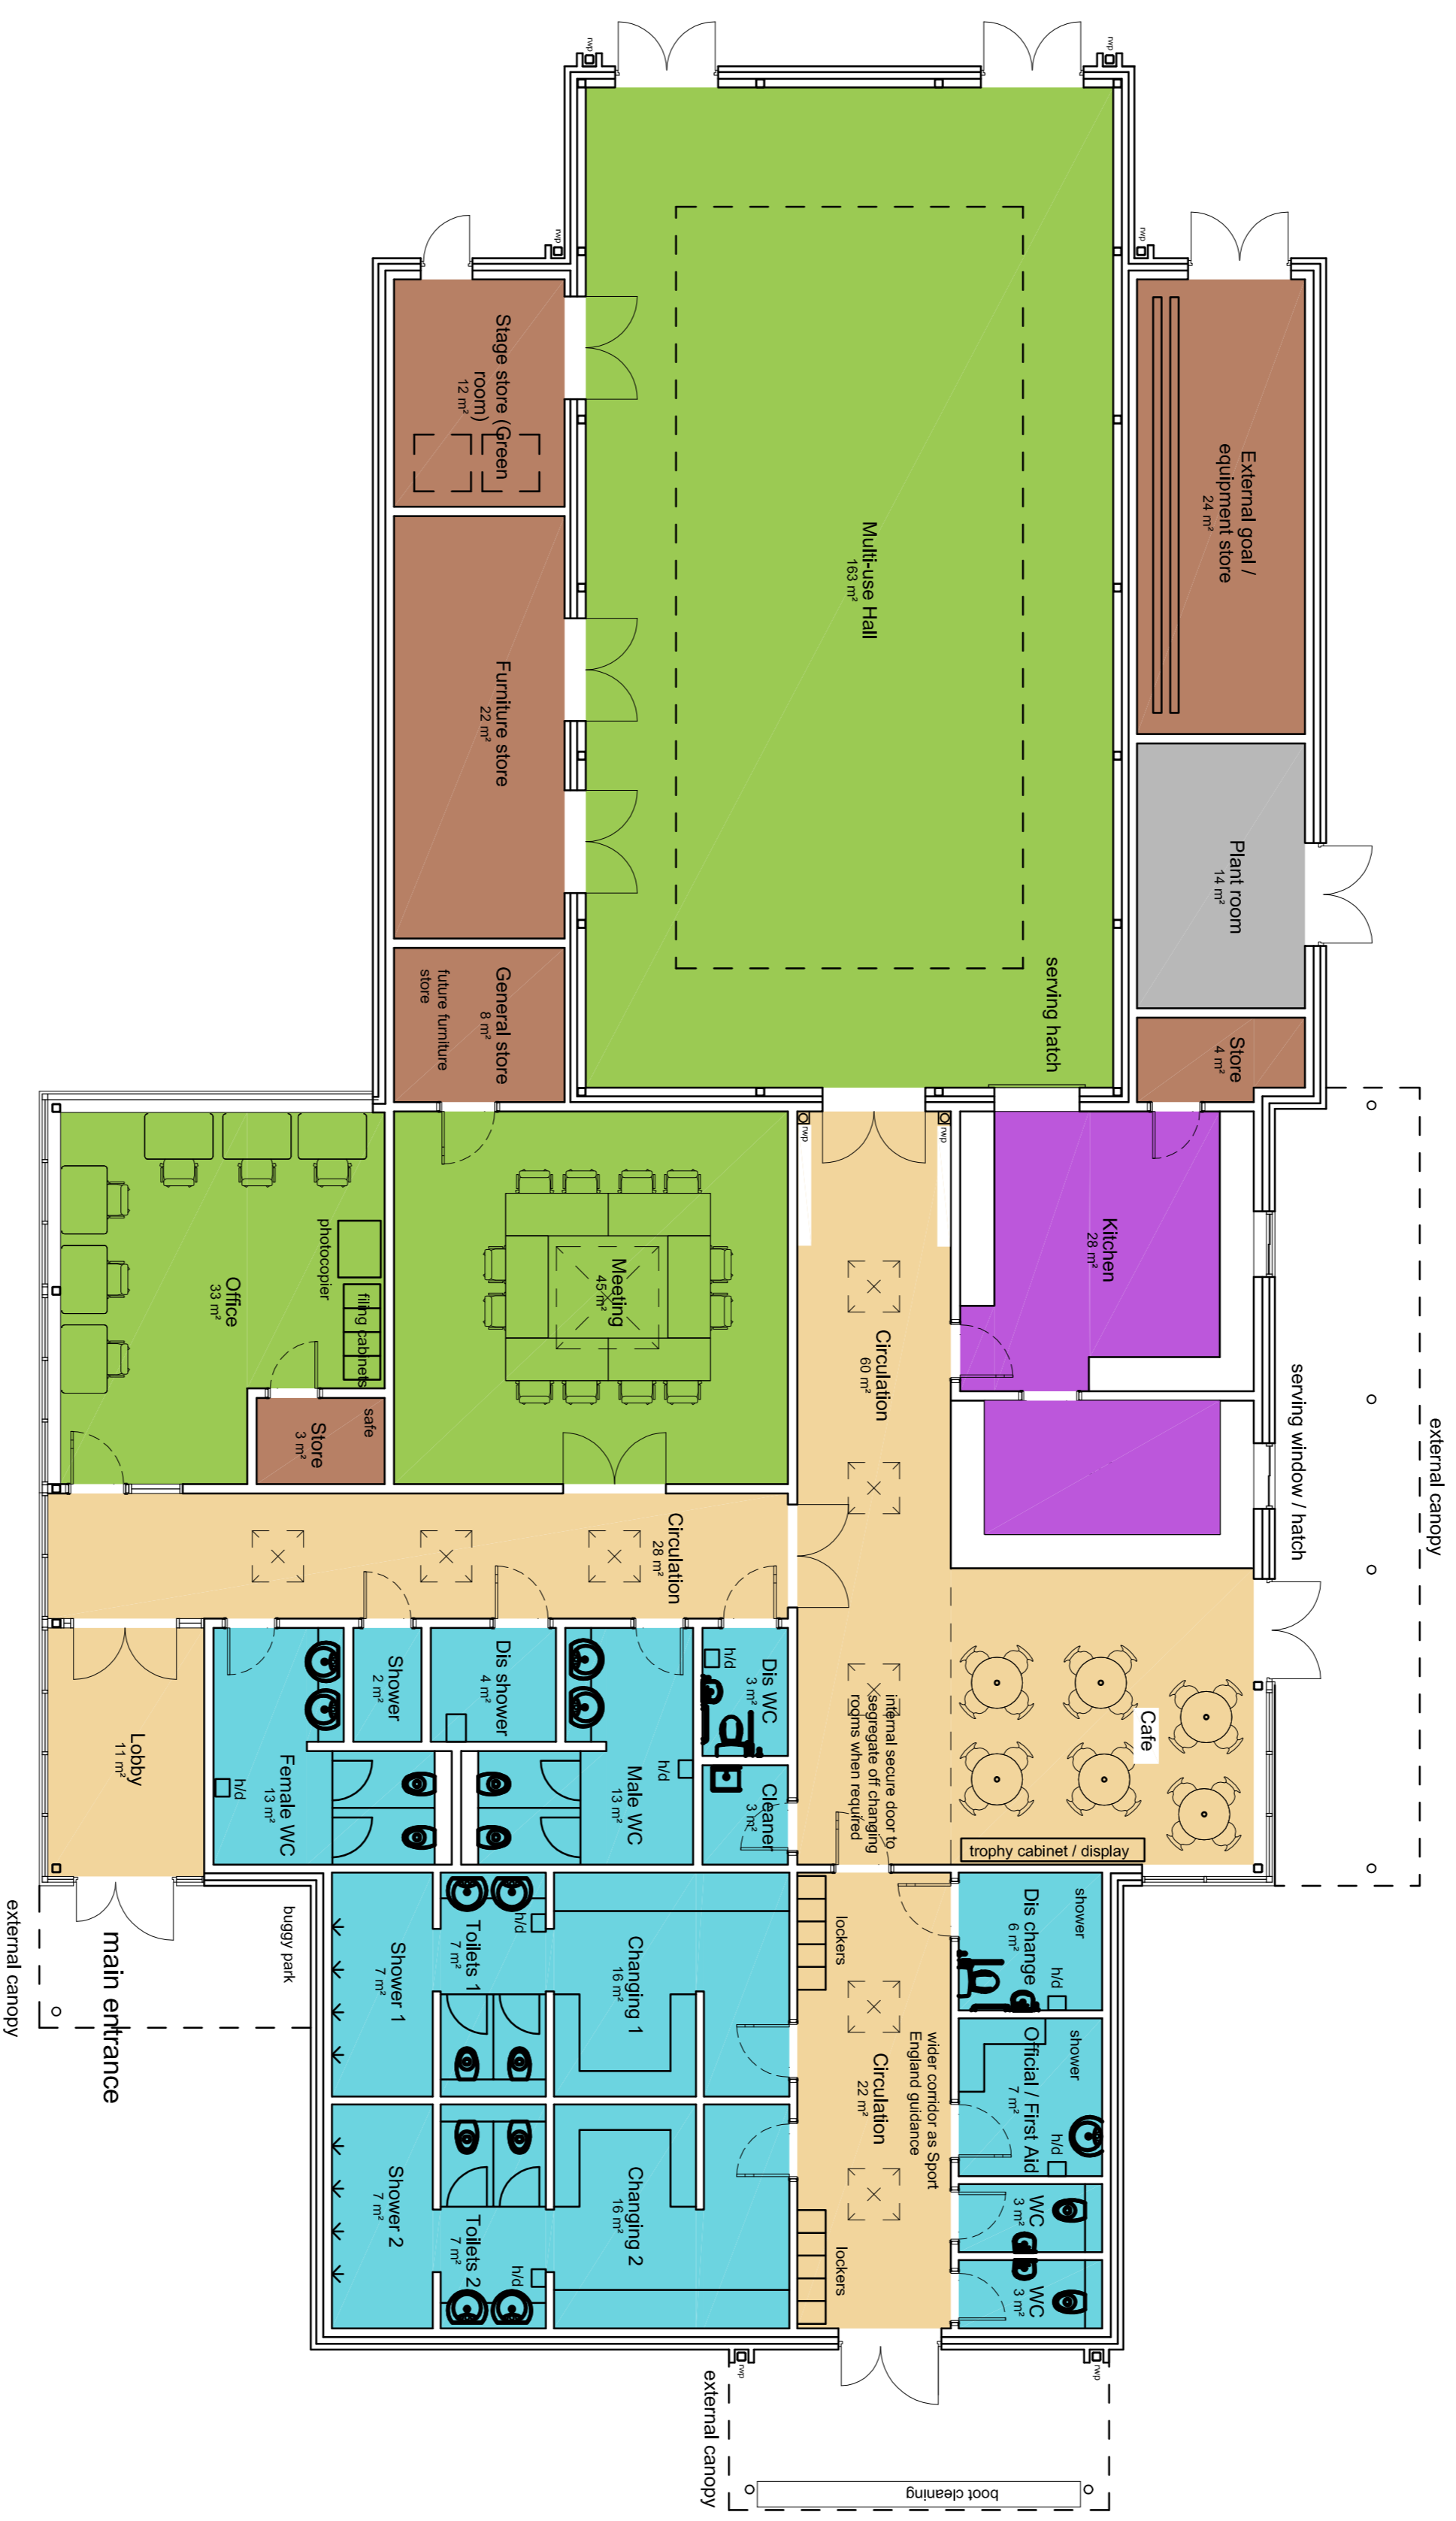 rwp
rwp
rwp
rwp
Stage store (Green
room)
12 m²
Multi-use Hall
163 m²
External goal /
equipment store
24 m²
Furniture store
22 m²
Plant room
14 m²
General store
8 m²
future furniture
store
serving hatch
Store
4 m²
rwp
rwp
Kitchen
28 m²
Meeting
45 m²
Office
33 m²
photocopier
filing cabinets
safe
Store
3 m²
Circulation
60 m²
serving window / hatch
external canopy
Circulation
28 m²
Lobby
11 m²
Female WC
13 m²
h/d
Shower
2 m²
Dis shower
4 m²
Male WC
13 m²
h/d
Dis WC
3 m²
h/d
Cleaner
3 m²
internal secure door to
segregate off changing
rooms when required
Cafe
trophy cabinet / display
main entrance
buggy park
external canopy
Shower 1
7 m²
Toilets 1
7 m²
h/d
Changing 1
16 m²
lockers
Dis change
6 m²
shower
h/d
Official / First Aid
7 m²
shower
h/d
wider corridor as Sport
England guidance
Circulation
22 m²
Shower 2
7 m²
Toilets 2
7 m²
h/d
Changing 2
16 m²
lockers
WC
3 m²
WC
3 m²
rwp
rwp
external canopy
boot cleaning